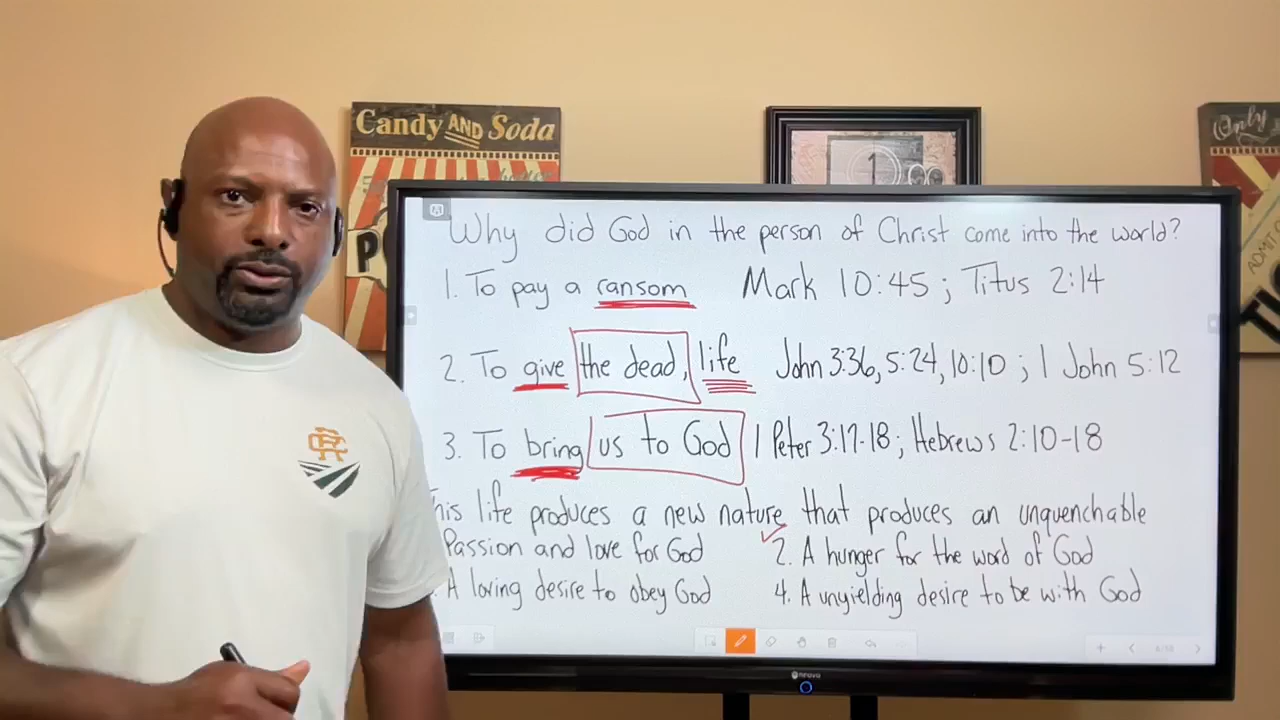 Candy AND Soda
Only
ADMIT
Why did God in the person of Christ come into the world?
1. To pay a ransom Mark 10:45 ; Titus 2:14
2. To give the dead, life John 3:36, 5:24, 10:10 ; 1 John 5:12
3. To bring us to God 1 Peter 3:17-18 ; Hebrews 2:10-18
his life produces a new nature that produces an unquenchable
Passion and love for God 2. A hunger for the word of God
A loving desire to obey God 4. A unyielding desire to be with God